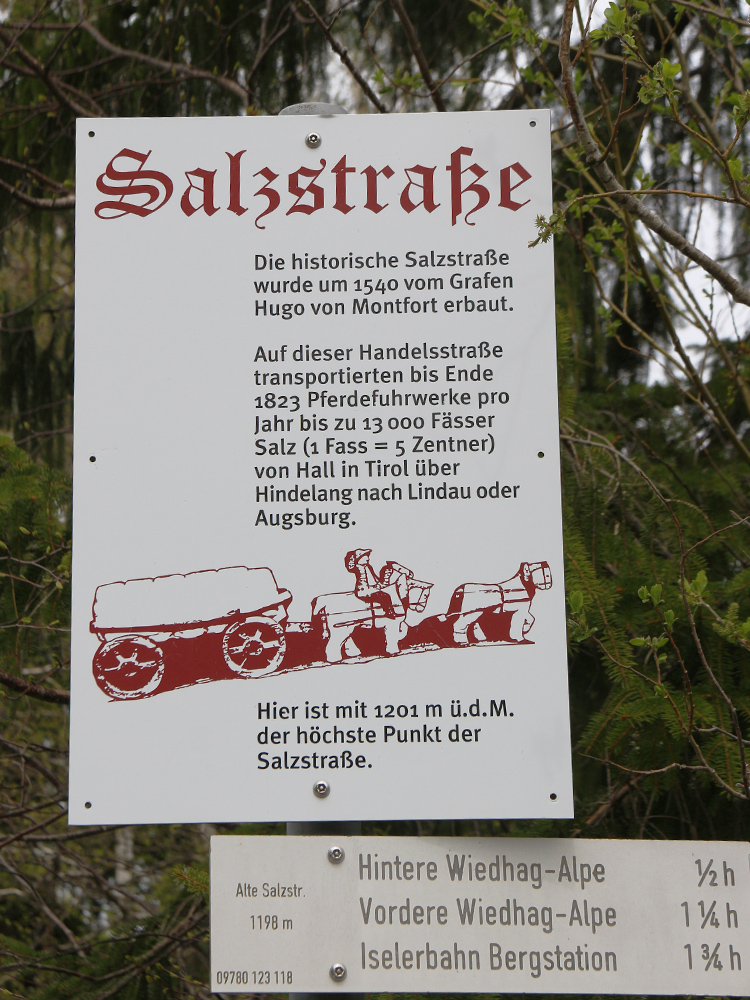 Salzstraße
Die historische Salzstraße
wurde um 1540 vom Grafen
Hugo von Montfort erbaut.
Auf dieser Handelsstraße
transportierten bis Ende
1823 Pferdefuhrwerke pro
Jahr bis zu 13 000 Fässer
Salz (1 Fass = 5 Zentner)
von Hall in Tirol über
Hindelang nach Lindau oder
Augsburg.
Hier ist mit 1201 m ü.d.M.
der höchste Punkt der
Salzstraße.
Alte Salzstr.
1198 m
09780 123 118
Hintere Wiedhag-Alpe ½ h
Vordere Wiedhag-Alpe 1 ¼ h
Iselerbahn Bergstation 1 ¾ h